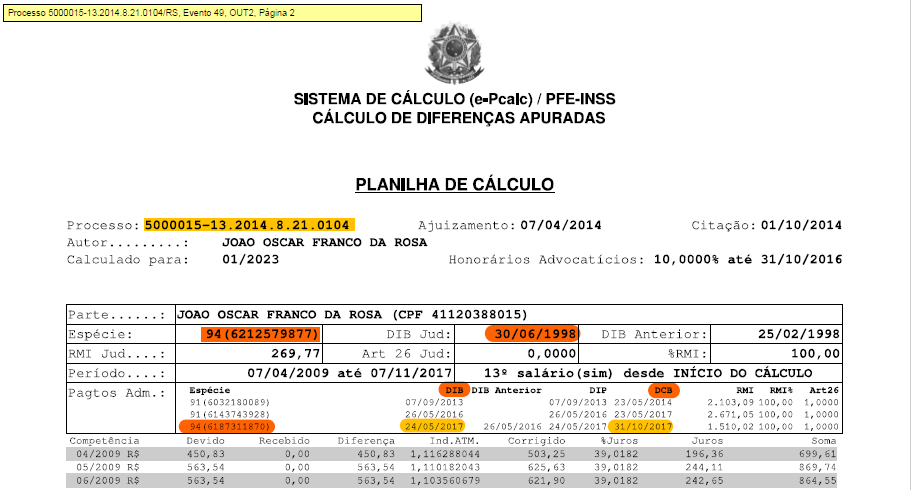 Processo 5000015-13.2014.8.21.0104/RS, Evento 49, OUT2, Página 2
SISTEMA DE CÁLCULO (e-Pcalc) / PFE-INSS
CÁLCULO DE DIFERENÇAS APURADAS
PLANILHA DE CÁLCULO
Processo: 5000015-13.2014.8.21.0104 Ajuizamento: 07/04/2014 Citação: 01/10/2014
Autor.........: JOAO OSCAR FRANCO DA ROSA
Calculado para: 01/2023 Honorários Advocatícios: 10,0000% até 31/10/2016
Parte......: JOAO OSCAR FRANCO DA ROSA (CPF 41120388015)
Espécie: 94(6212579877) DIB Jud: 30/06/1998 DIB Anterior: 25/02/1998
RMI Jud....: 269,77 Art 26 Jud: 0,0000 %RMI: 100,00
Período....: 07/04/2009 até 07/11/2017 13º salário(sim) desde INÍCIO DO CÁLCULO
Pagtos Adm.: Espécie DIB DIB Anterior DIP DCB RMI RMI% Art26
91(6032180089) 07/09/2013 07/09/2013 23/05/2014 2.103,09 100,00 1,0000
91(6143743928) 26/05/2016 26/05/2016 23/05/2017 2.671,05 100,00 1,0000
94(6187311870) 24/05/2017 26/05/2016 24/05/2017 31/10/2017 1.510,02 100,00 1,0000
Competência Devido Recebido Diferença Ind.ATM. Corrigido %Juros Juros Soma
04/2009 R$ 450,83 0,00 450,83 1,116288044 503,25 39,0182 196,36 699,61
05/2009 R$ 563,54 0,00 563,54 1,110182043 625,63 39,0182 244,11 869,74
06/2009 R$ 563,54 0,00 563,54 1,103560679 621,90 39,0182 242,65 864,55